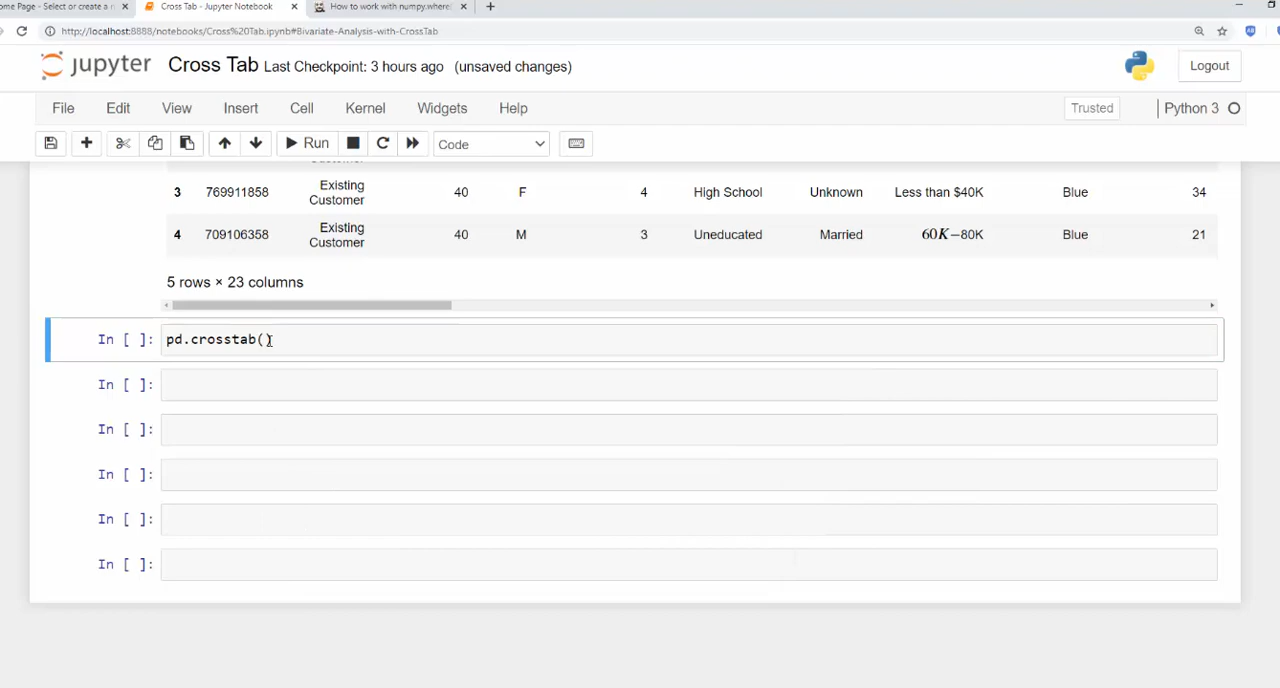 ome Page - Select or create a n × Cross Tab - Jupyter Notebook × How to work with numpy.where( × +
http://localhost:8888/notebooks/Cross%20Tab.ipynb#Bivariate-Analysis-with-CrossTab
jupyter Cross Tab Last Checkpoint: 3 hours ago (unsaved changes) Logout
File Edit View Insert Cell Kernel Widgets Help Trusted Python 3
Run Code
3 769911858 Existing Customer 40 F 4 High School Unknown Less than $40K Blue 34
4 709106358 Existing Customer 40 M 3 Uneducated Married 60K−80K Blue 21
5 rows × 23 columns
In [ ]: pd.crosstab()
In [ ]:
In [ ]:
In [ ]:
In [ ]:
In [ ]: